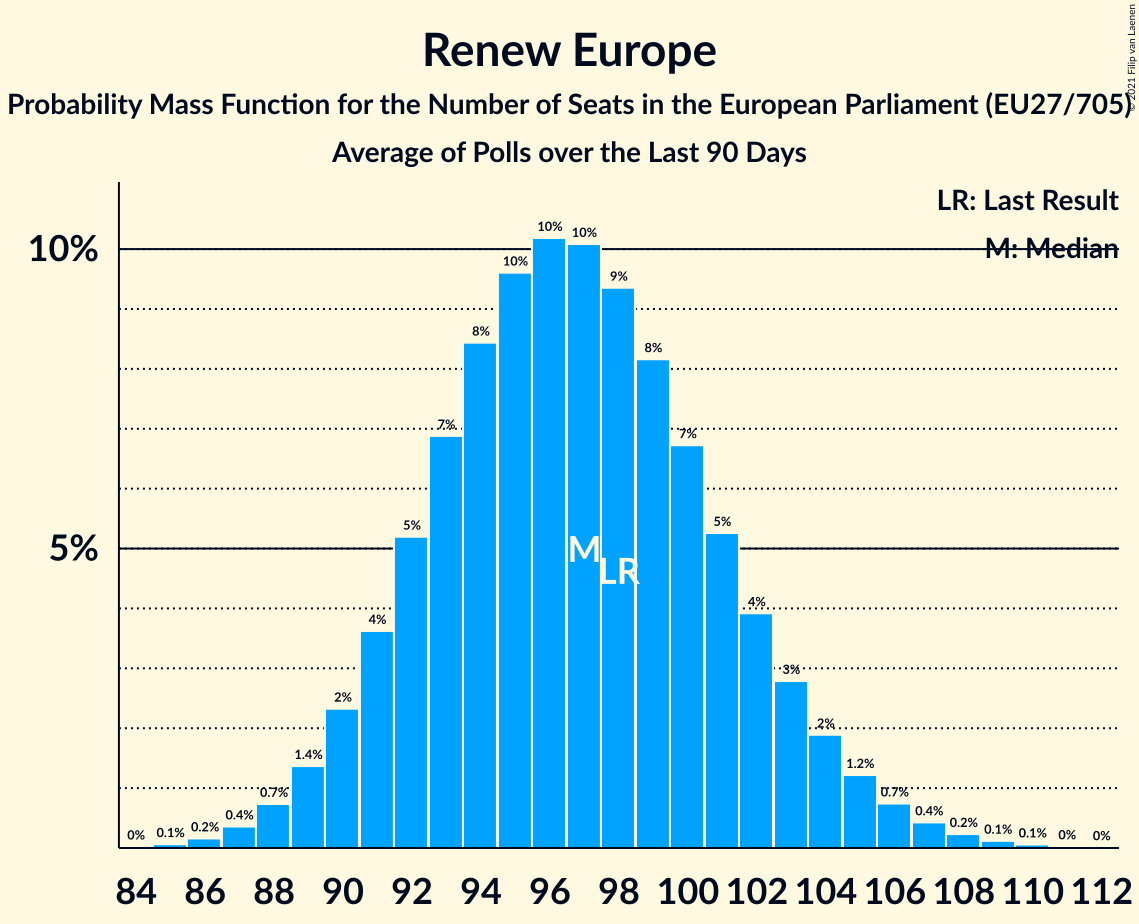 Renew Europe
Probability Mass Function for the Number of Seats in the European Parliament (EU27/705)
Average of Polls over the Last 90 Days
© 2021 Filip van Laenen
LR: Last Result
M: Median
10%
5%
0% 0.1% 0.2% 0.4% 0.7% 1.4% 2% 4% 5% 7% 8% 10% 10% 10% 9% 8% 7% 5% 4% 3% 2% 1.2% 0.7% 0.4% 0.2% 0.1% 0.1% 0% 0%
M
LR
84 86 88 90 92 94 96 98 100 102 104 106 108 110 112